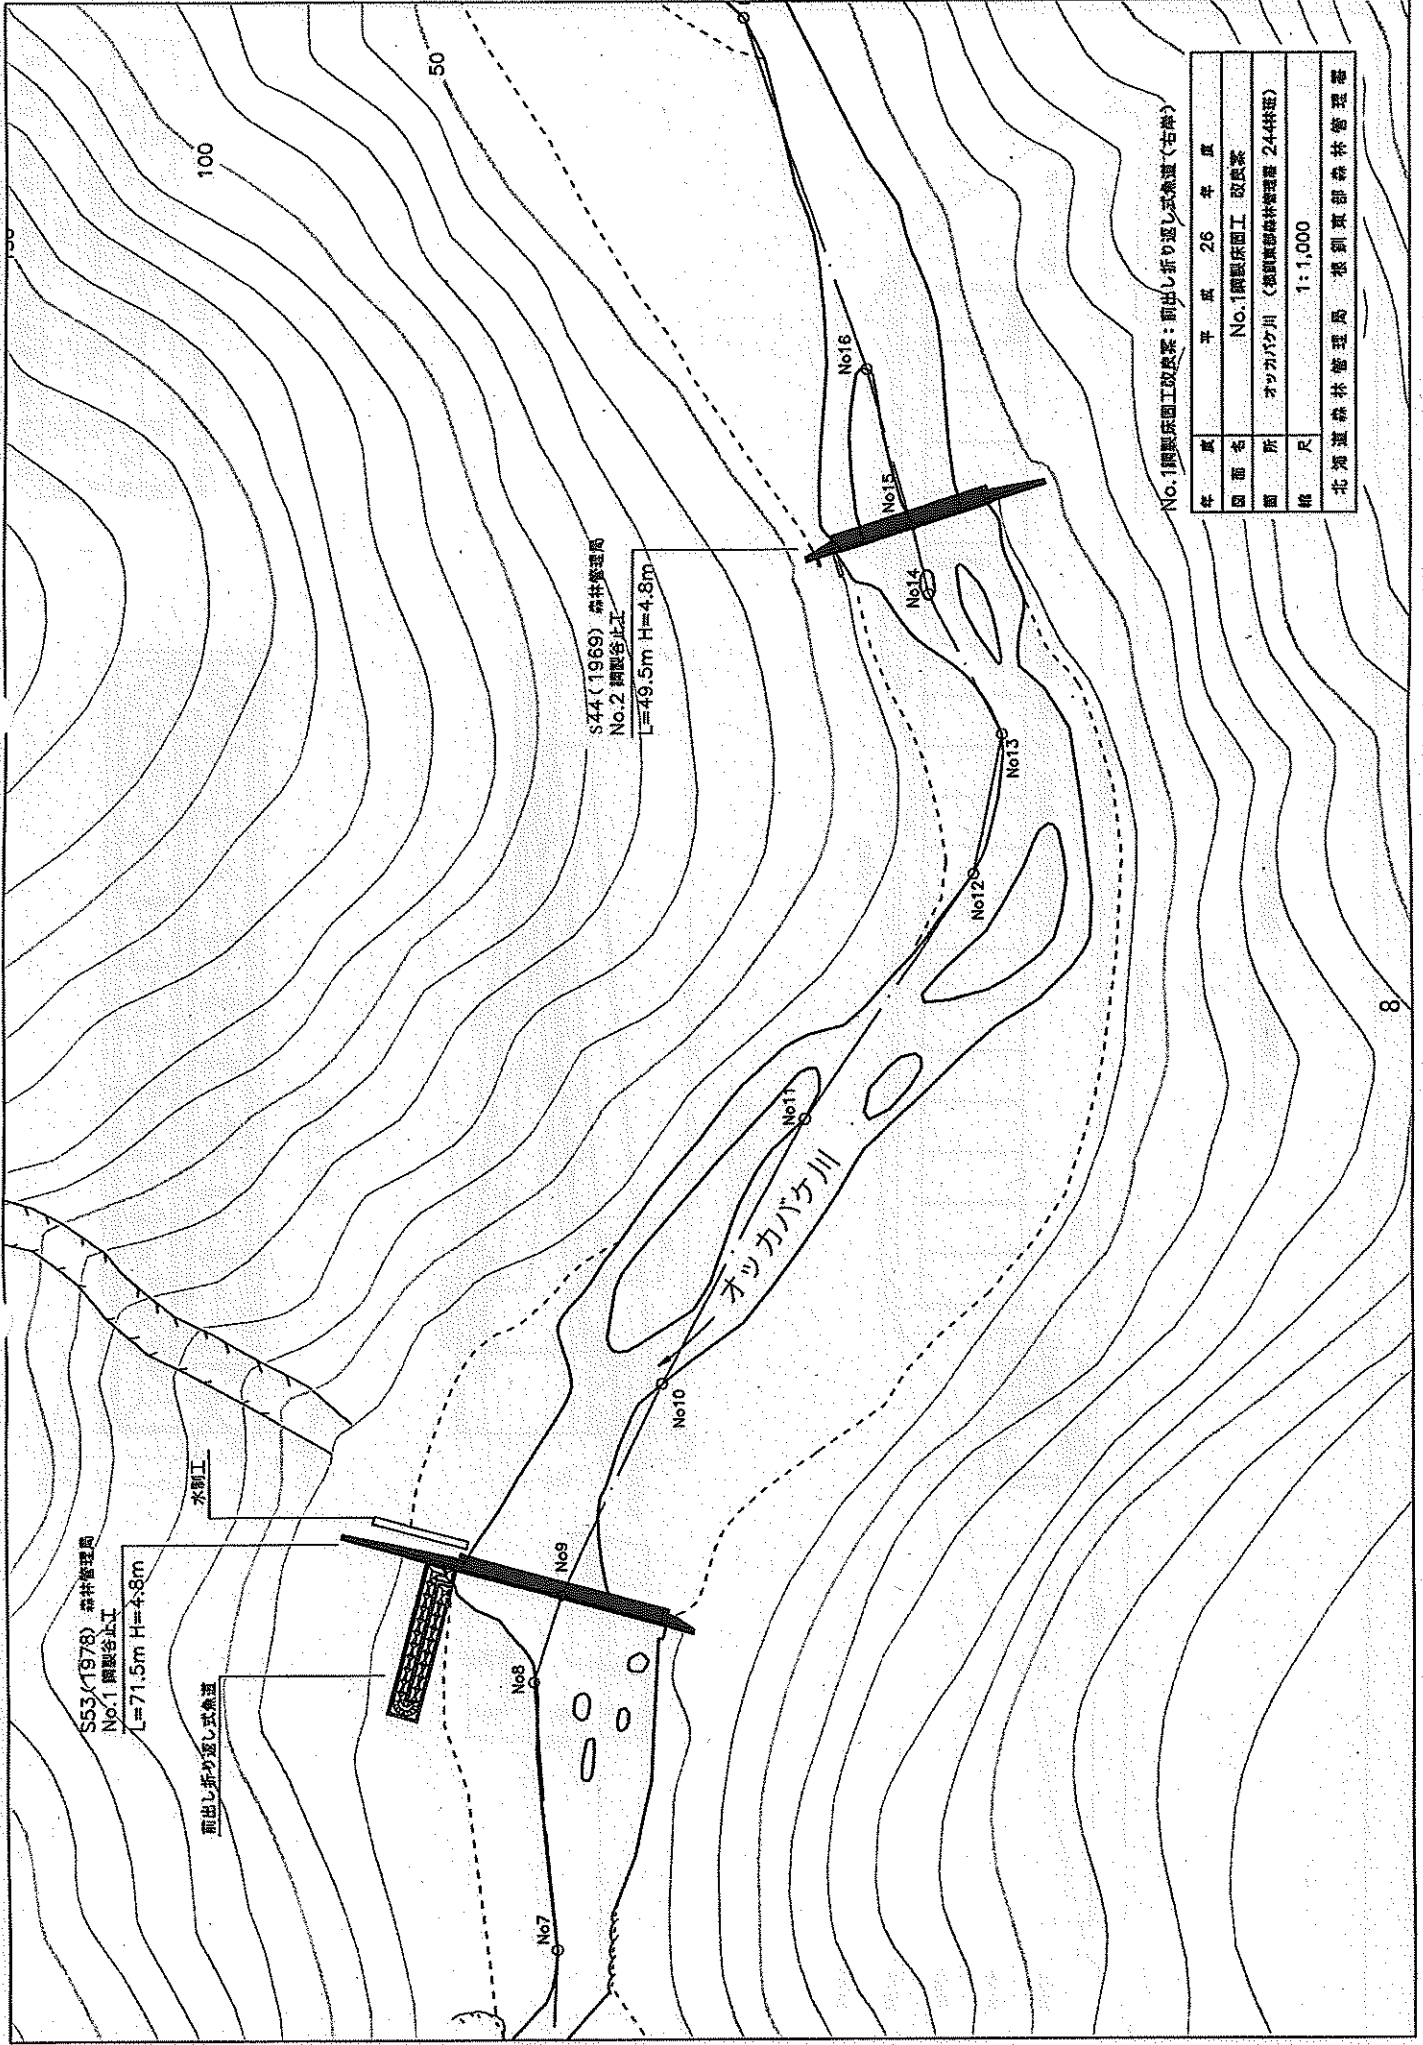 S53(1978) 森林管理局
No.1 鋼製谷止工
L=71.5m H=4.8m
前出し折り返し式魚道
水制工
S44(1969) 森林管理局
No.2 鋼製谷止工
L=49.5m H=4.8m
100
50
8
No7
No8
No9
No10
No11
No12
No13
No14
No15
No16
オッカバケ川
No.1鋼製床固工改良案:前出し折り返し式魚道(右岸)
年 度 平 成 26 年 度
図 面 名 No.1鋼製床固工 改良案
箇 所 オッカバケ川 (根釧東部森林管理署 244林班)
縮 尺 1:1,000
北海道森林管理局 根釧東部森林管理署